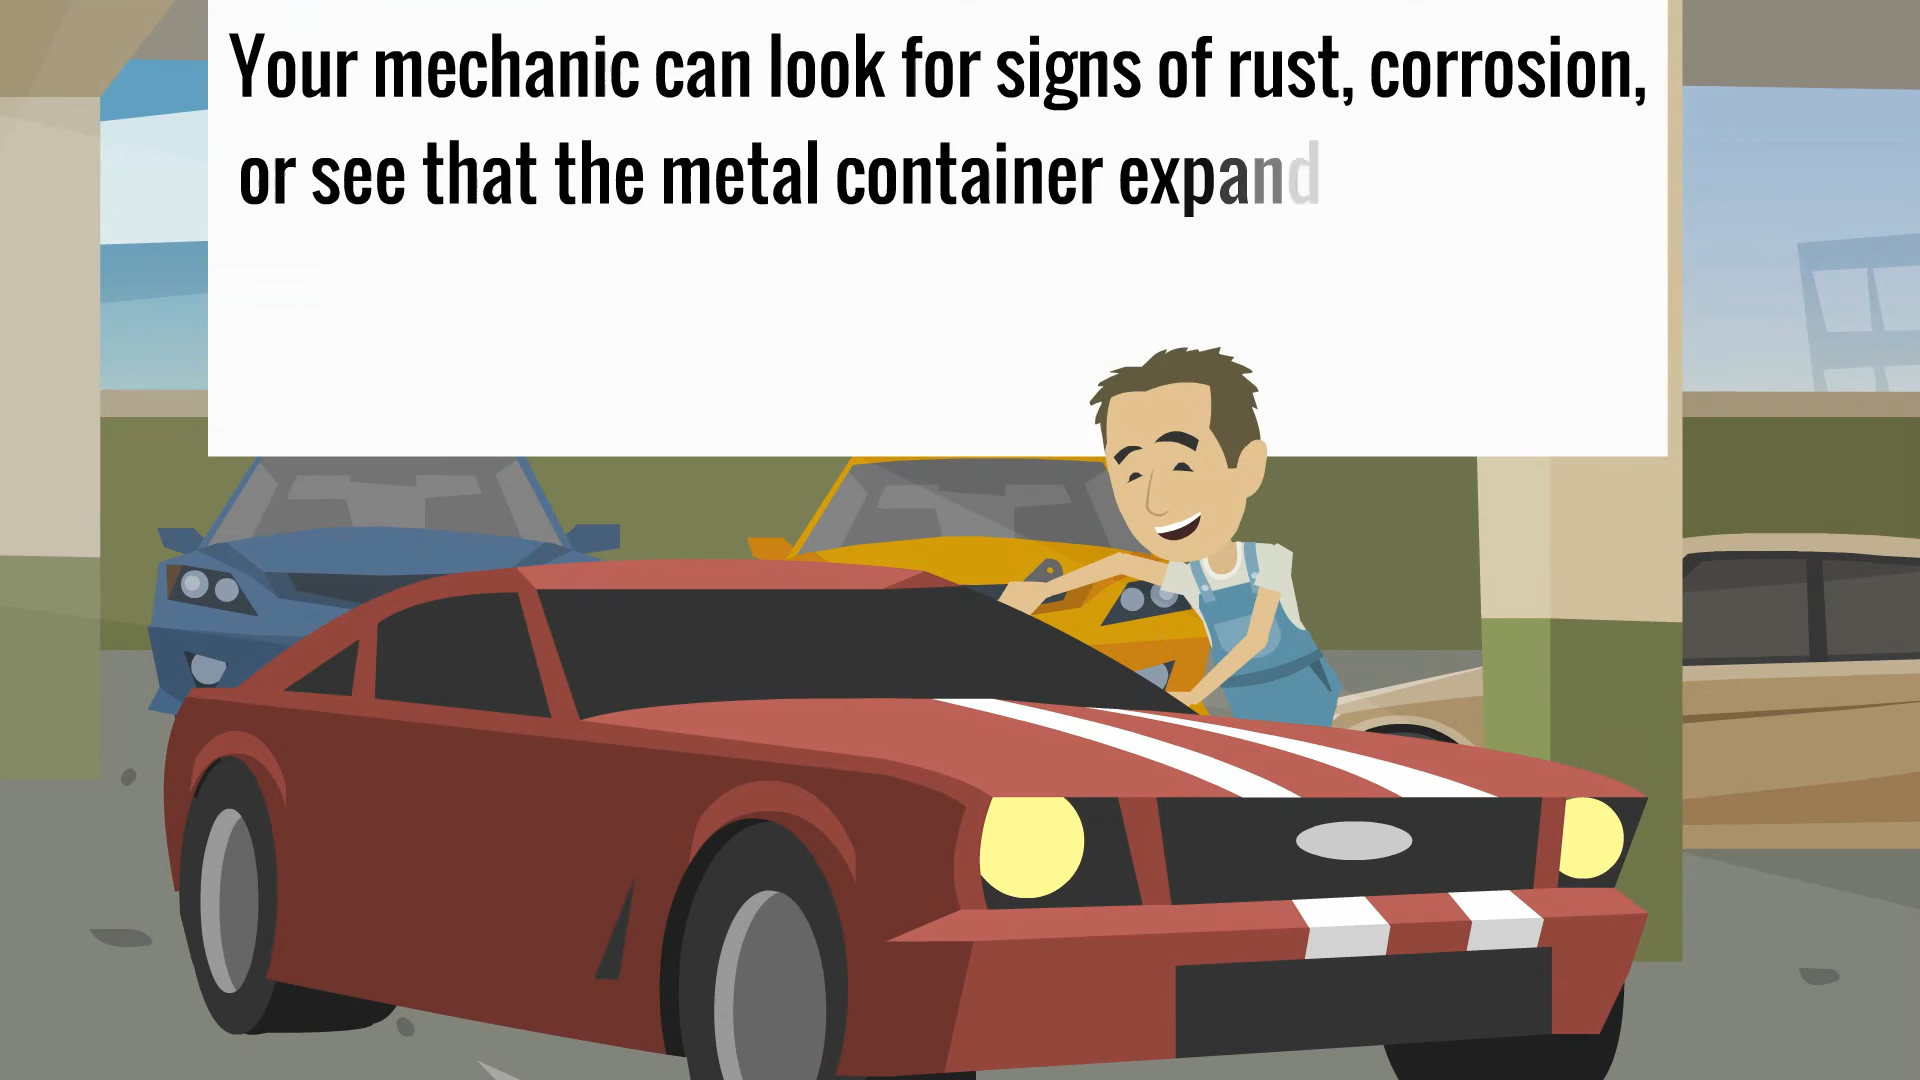 Your mechanic can look for signs of rust, corrosion,
or see that the metal container expand